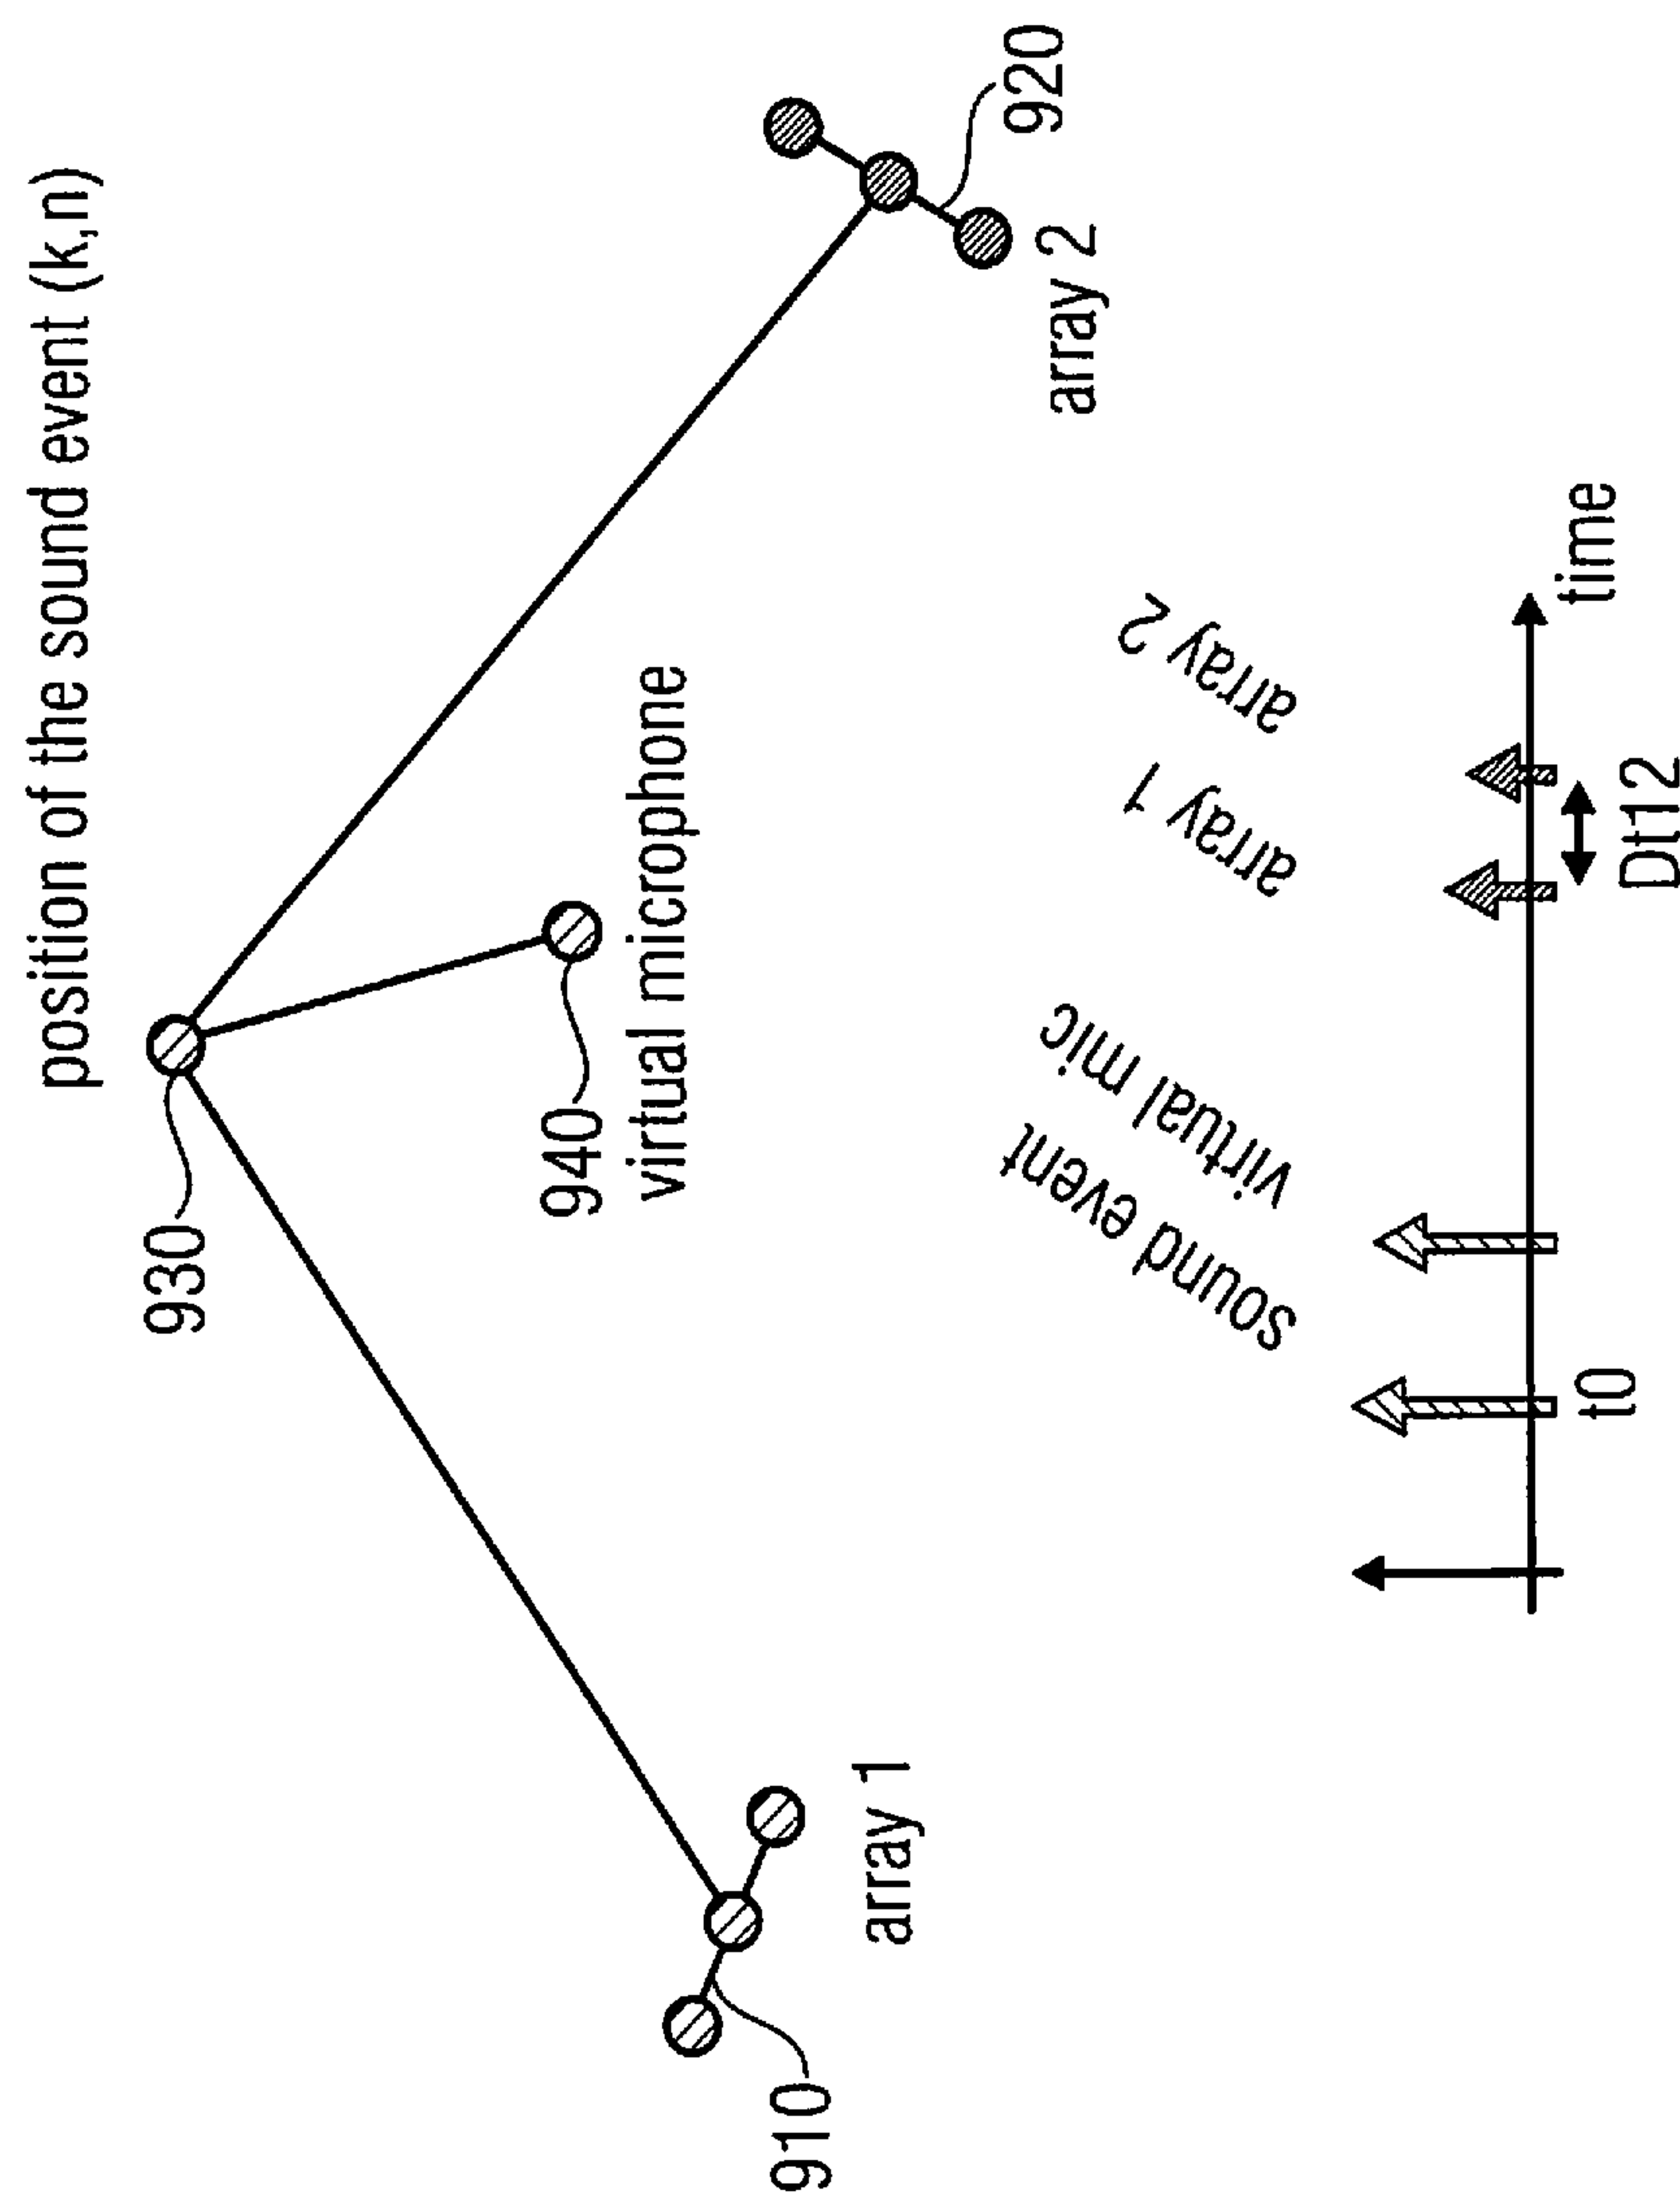 position of the sound event (k,n)
930
940
virtual microphone
910
array 1
920
array 2
sound event
virtual mic
array 1
array 2
t0
Dt12
time